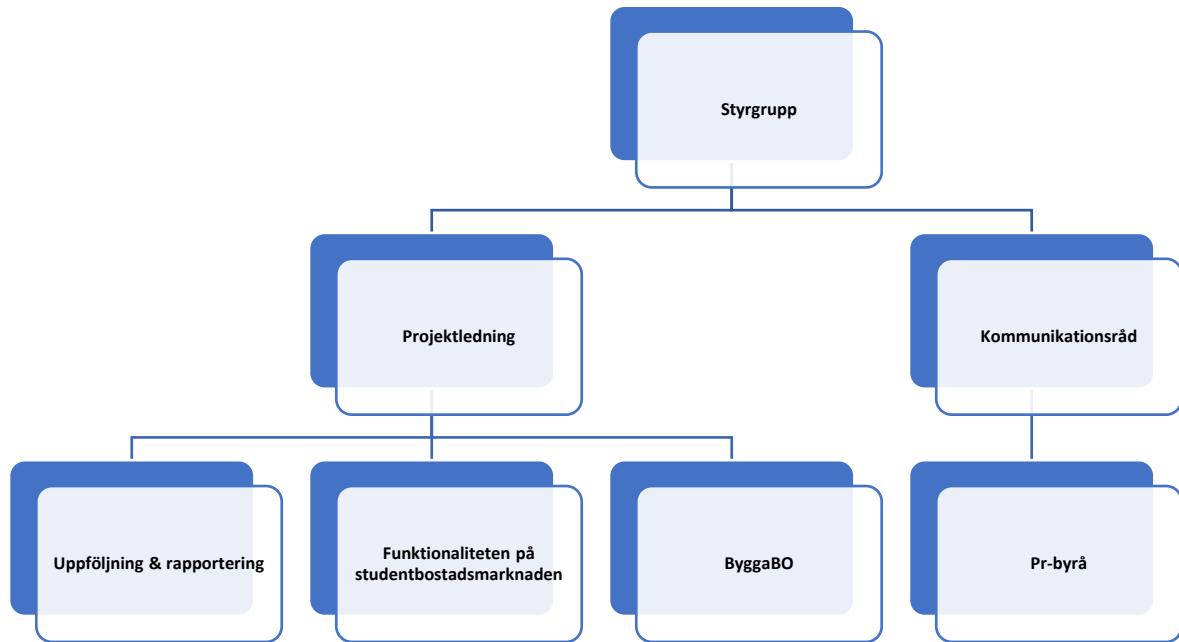 Styrgrupp
Projektledning
Kommunikationsråd
Uppföljning & rapportering
Funktionaliteten på
studentbostadsmarknaden
ByggaBO
Pr-byrå